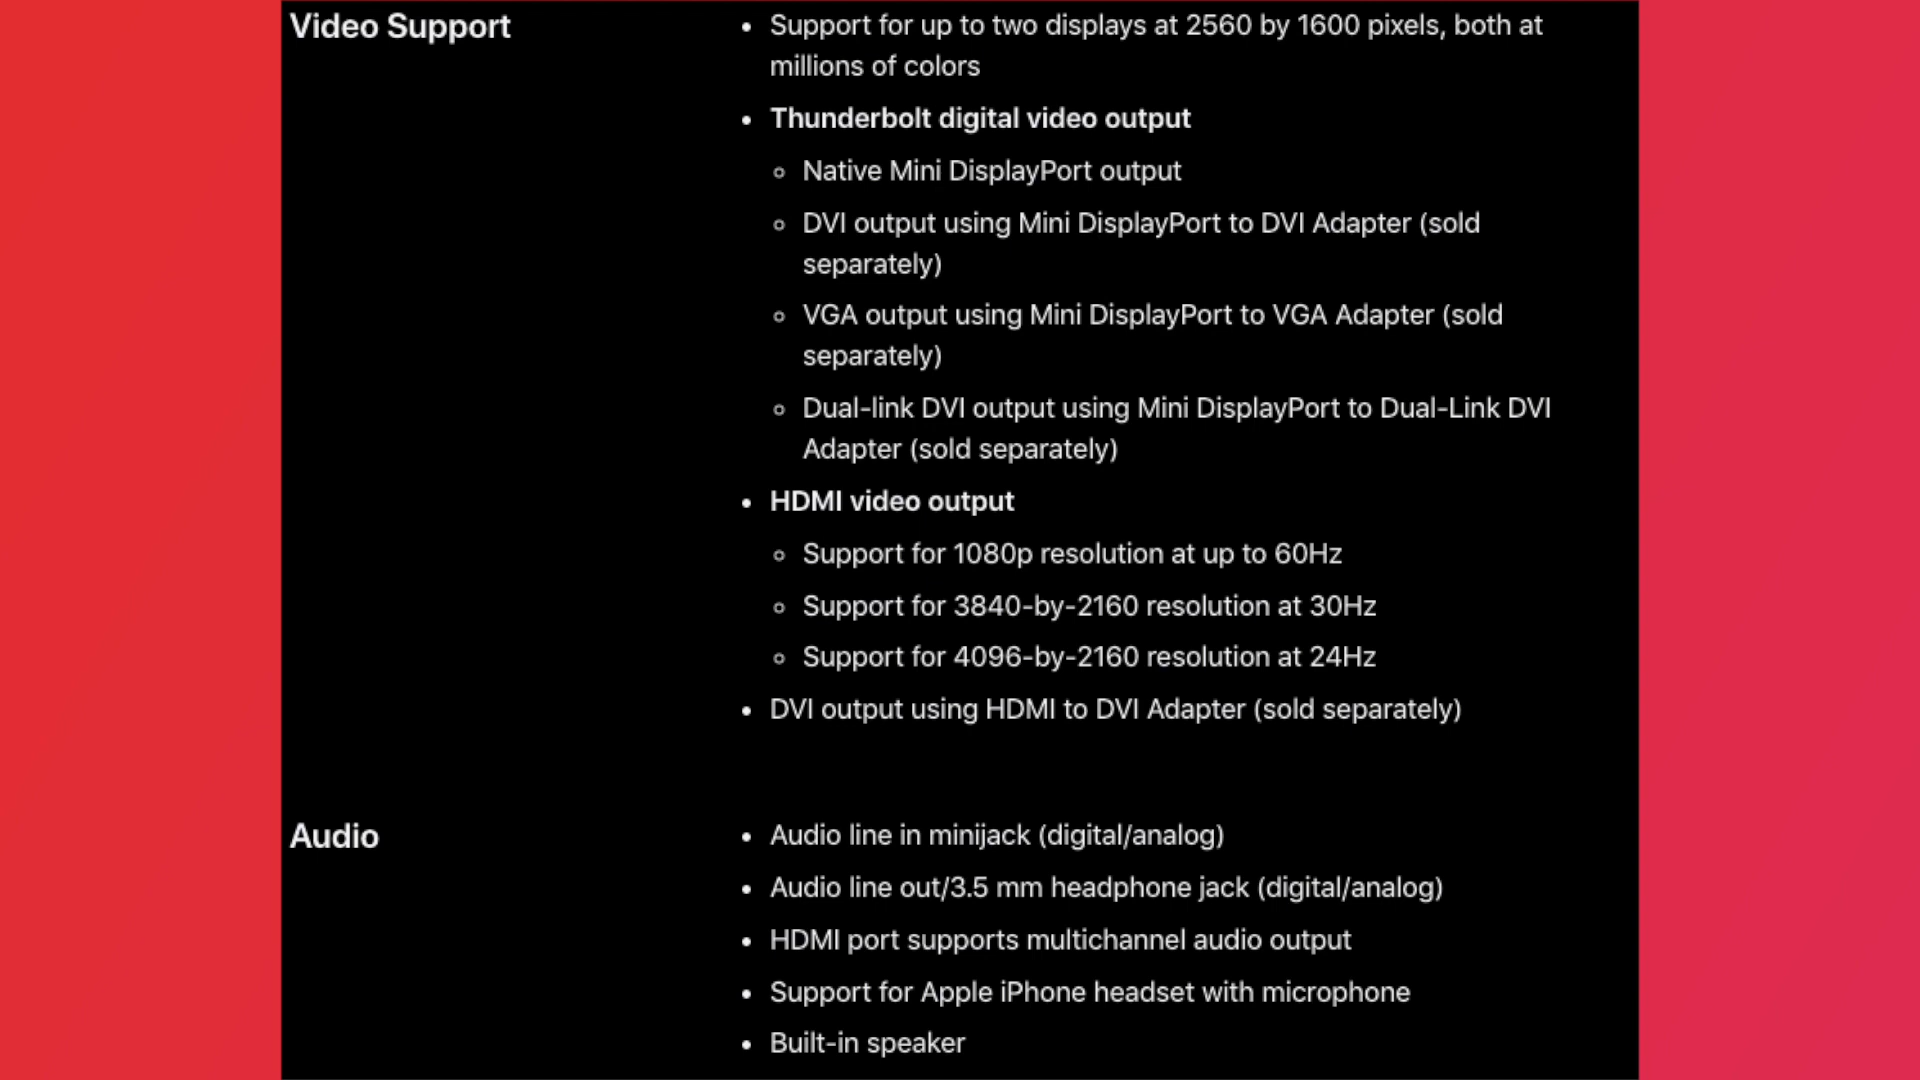 Video Support
• Support for up to two displays at 2560 by 1600 pixels, both at
millions of colors
• Thunderbolt digital video output
◦ Native Mini DisplayPort output
◦ DVI output using Mini DisplayPort to DVI Adapter (sold
separately)
◦ VGA output using Mini DisplayPort to VGA Adapter (sold
separately)
◦ Dual-link DVI output using Mini DisplayPort to Dual-Link DVI
Adapter (sold separately)
• HDMI video output
◦ Support for 1080p resolution at up to 60Hz
◦ Support for 3840-by-2160 resolution at 30Hz
◦ Support for 4096-by-2160 resolution at 24Hz
• DVI output using HDMI to DVI Adapter (sold separately)
Audio
• Audio line in minijack (digital/analog)
• Audio line out/3.5 mm headphone jack (digital/analog)
• HDMI port supports multichannel audio output
• Support for Apple iPhone headset with microphone
• Built-in speaker